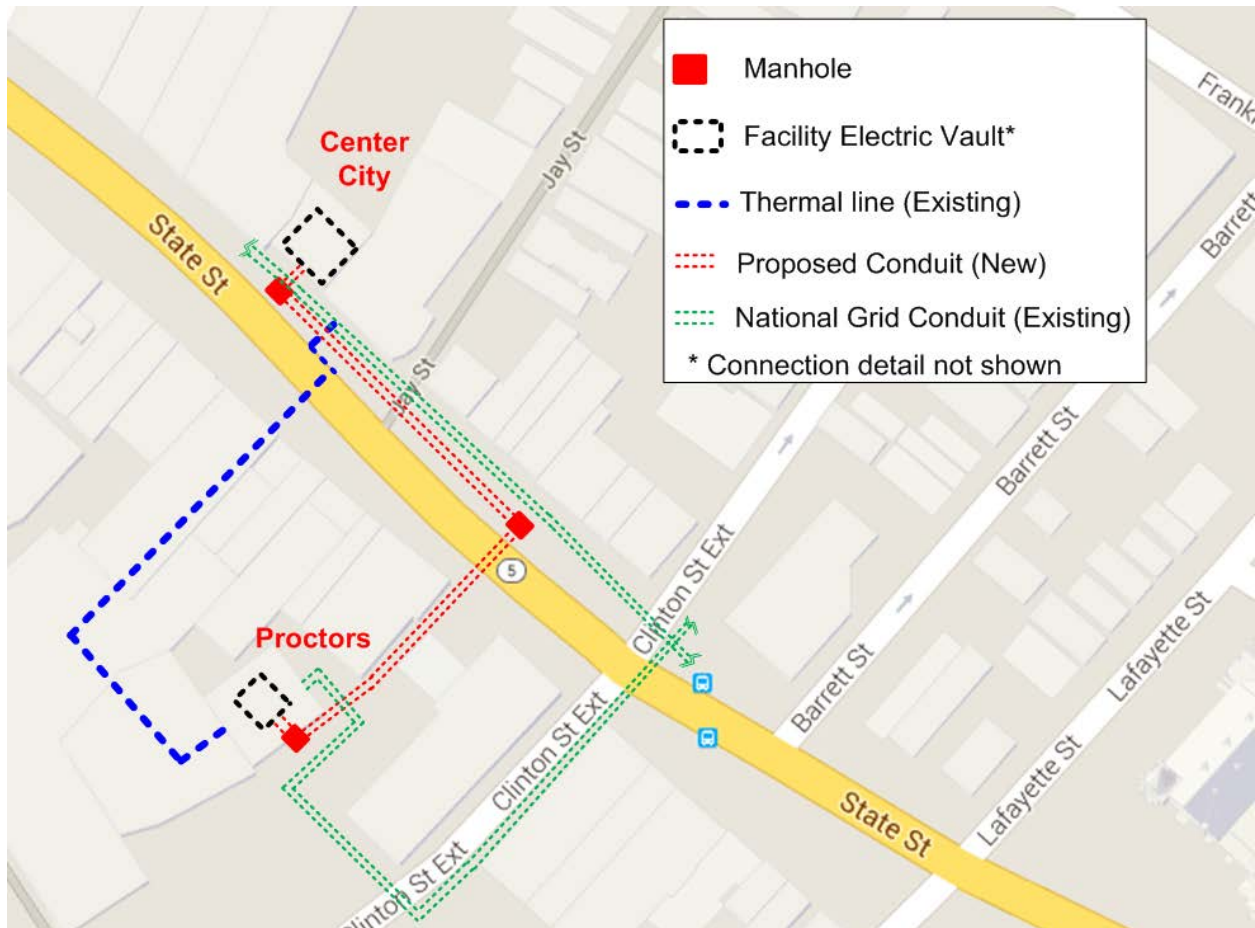 Manhole
Facility Electric Vault*
Thermal line (Existing)
Proposed Conduit (New)
National Grid Conduit (Existing)
* Connection detail not shown
Center
City
Jay St
State St
Jay St
5
Proctors
Clinton St Ext
Clinton St Ext
Clinton St Ext
Barrett St
Barrett St
Barrett
Lafayette St
Lafayette St
State St